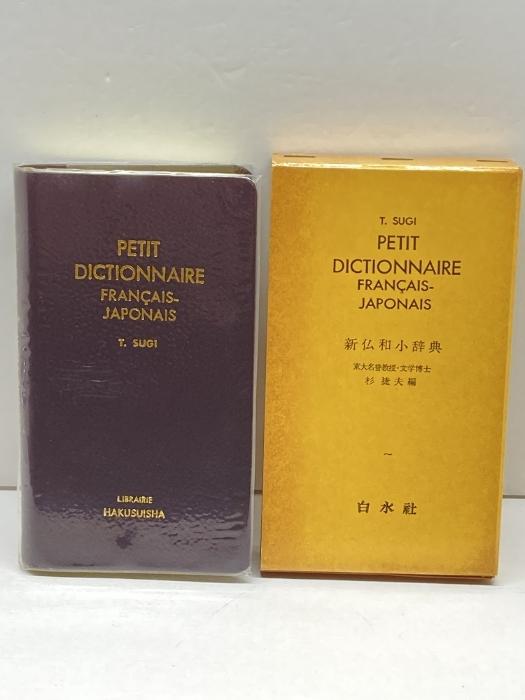 PETIT
DICTIONNAIRE
FRANÇAIS-
JAPONAIS
T. SUGI
LIBRAIRIE
HAKUSUISHA
T. SUGI
PETIT
DICTIONNAIRE
FRANÇAIS-
JAPONAIS
新仏和小辞典
東大名誉教授・文学博士
杉捷夫編
~
白水社